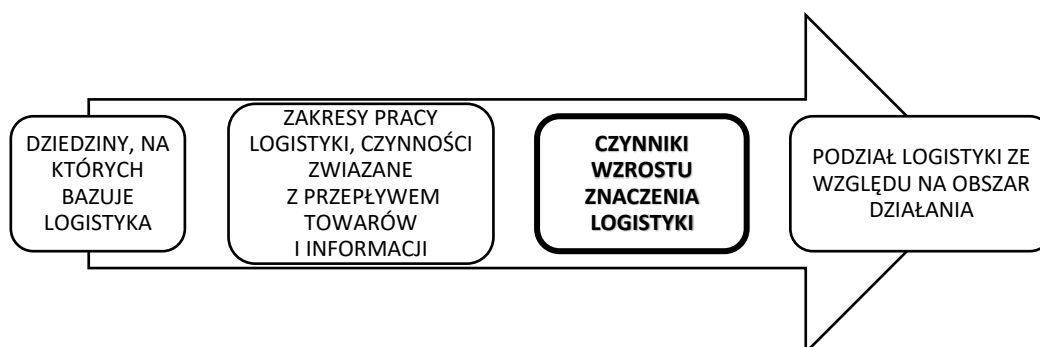 DZIEDZINY, NA
KTÓRYCH
BAZUJE
LOGISTYKA
ZAKRESY PRACY
LOGISTYKI, CZYNNOŚCI
ZWIAZANE
Z PRZEPŁYWEM
TOWARÓW
I INFORMACJI
CZYNNIKI
WZROSTU
ZNACZENIA
LOGISTYKI
PODZIAŁ LOGISTYKI ZE
WZGLĘDU NA OBSZAR
DZIAŁANIA